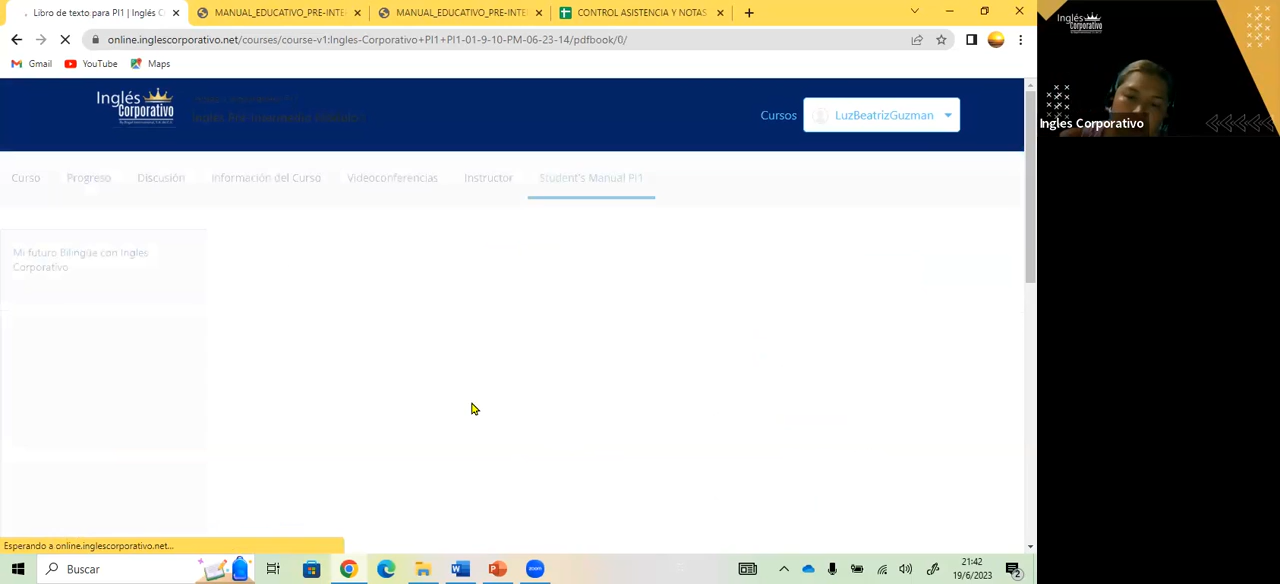 Libro de texto para PI1 | Inglés C
MANUAL_EDUCATIVO_PRE-INTE
MANUAL_EDUCATIVO_PRE-INTE
CONTROL ASISTENCIA Y NOTAS
online.inglescorporativo.net/courses/course-v1:Ingles-Corporativo+PI1+PI1-01-9-10-PM-06-23-14/pdfbook/0/
Gmail
YouTube
Maps
Inglés
Corporativo
Cursos
LuzBeatrizGuzman
Curso
Progreso
Discusión
Información del Curso
Videoconferencias
Instructor
Student's Manual PI1
Mi futuro Bilingüe con Ingles
Corporativo
Esperando a online.inglescorporativo.net...
Buscar
21:42
19/6/2023
2
Inglés
Corporativo
Ingles Corporativo